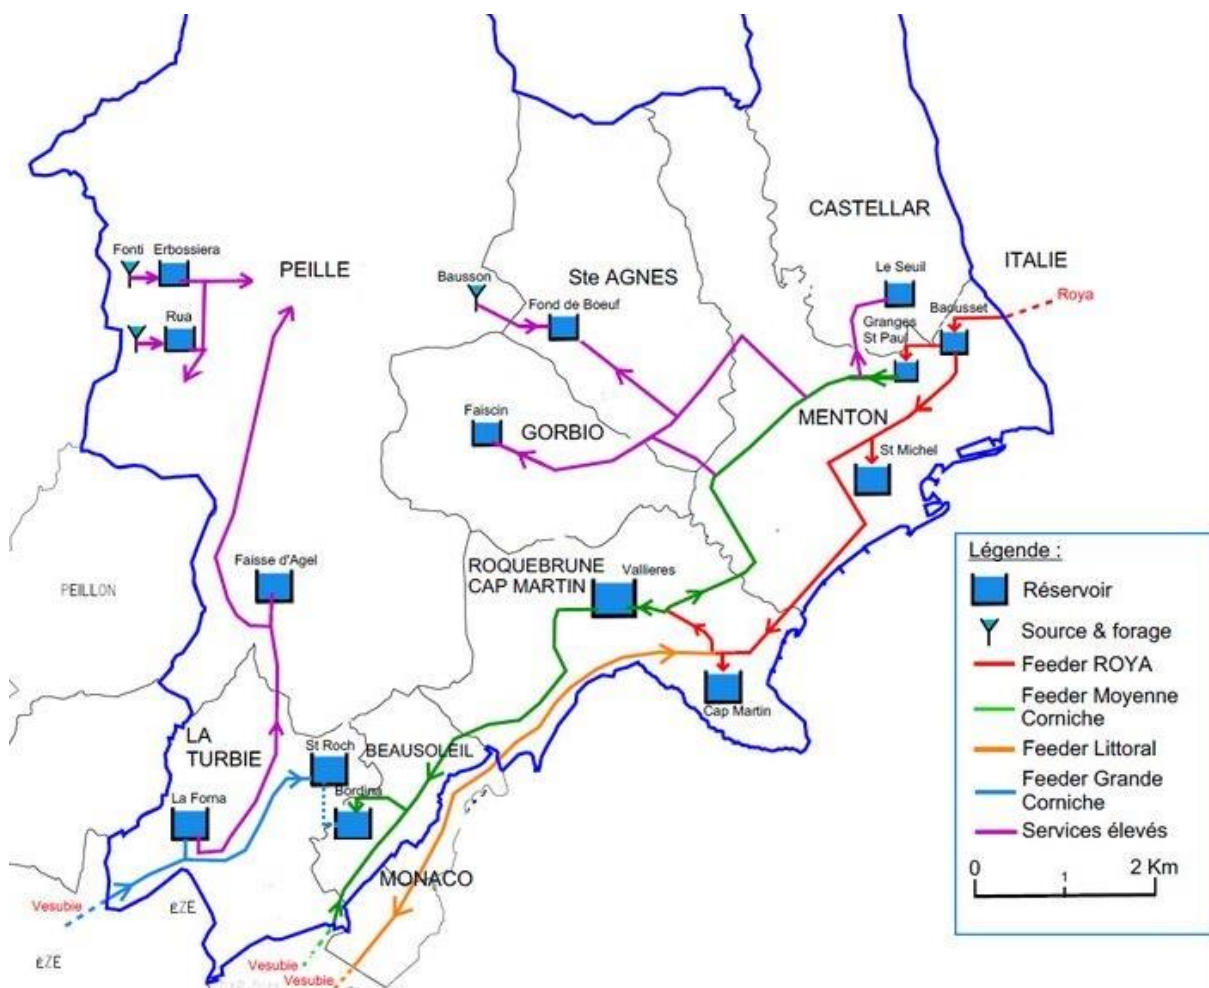 CASTELLAR
Fonti
Erbossiera
PEILLE
Bausson
Ste AGNES
Fond de Boeuf
Le Seuil
ITALIE
Baousset
Roya
Rua
Granges
St Paul
Faiscin
GORBIO
MENTON
St Michel
Faisse d'Agel
PEILLON
ROQUEBRUNE
CAP MARTIN
Vallieres
Cap Martin
LA
TURBIE
St Roch
BEAUSOLEIL
La Forna
Bordina
MONACO
Vesubie
EZE
EZE
Vesubie
Vesubie
Légende :
Réservoir
Source & forage
Feeder ROYA
Feeder Moyenne
Corniche
Feeder Littoral
Feeder Grande
Corniche
Services élevés
0
2 Km
1